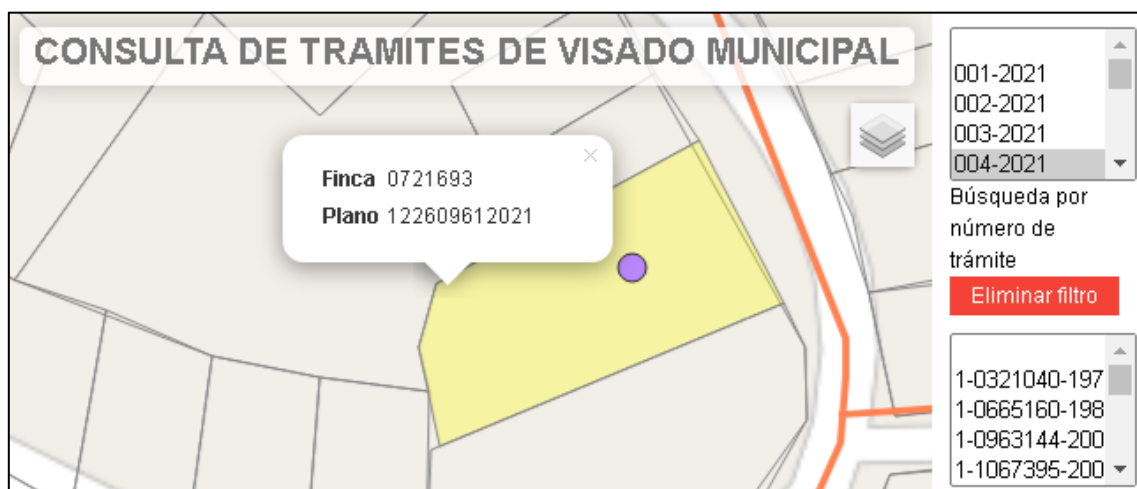 CONSULTA DE TRAMITES DE VISADO MUNICIPAL
Finca 0721693
Plano 122609612021
001-2021
002-2021
003-2021
004-2021
Búsqueda por
número de
trámite
Eliminar filtro
1-0321040-197
1-0665160-198
1-0963144-200
1-1067395-200